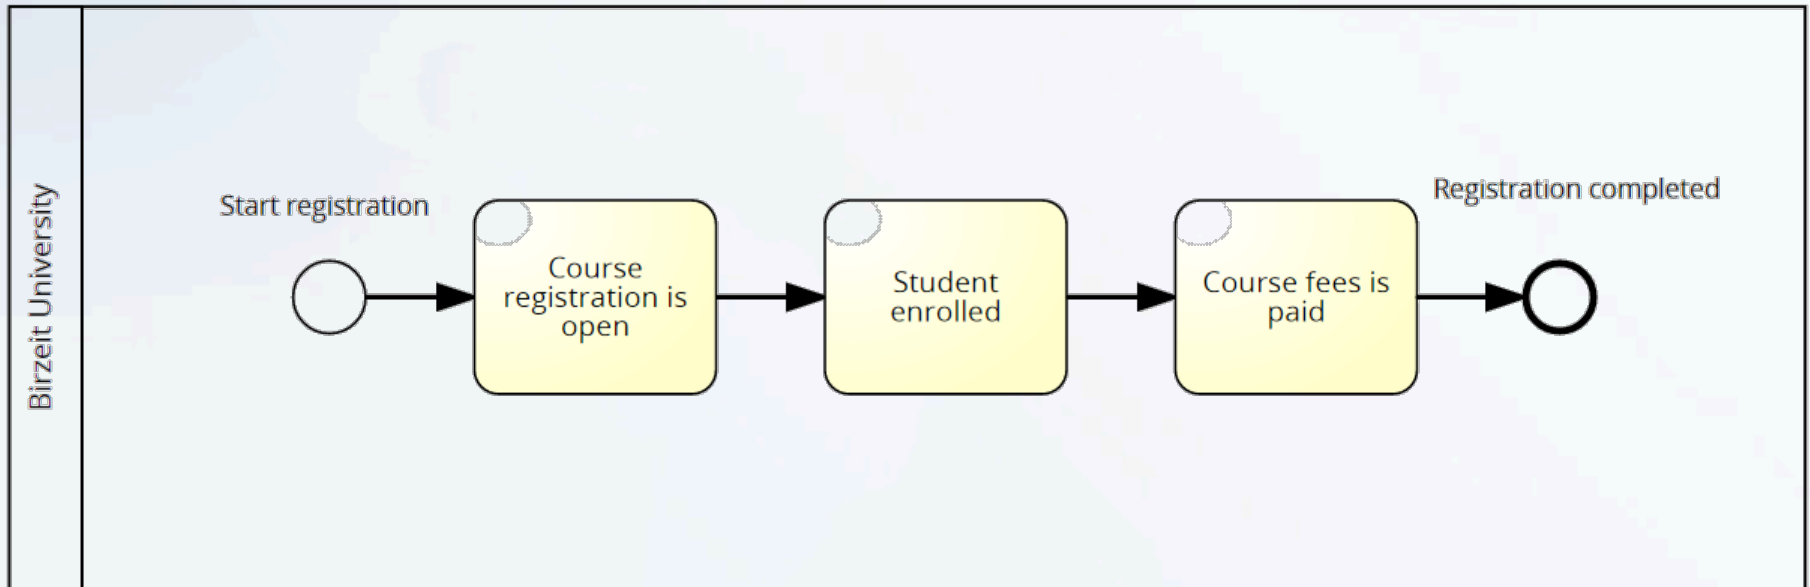 Birzeit University
Start registration
Course
registration is
open
Student
enrolled
Course fees is
paid
Registration completed